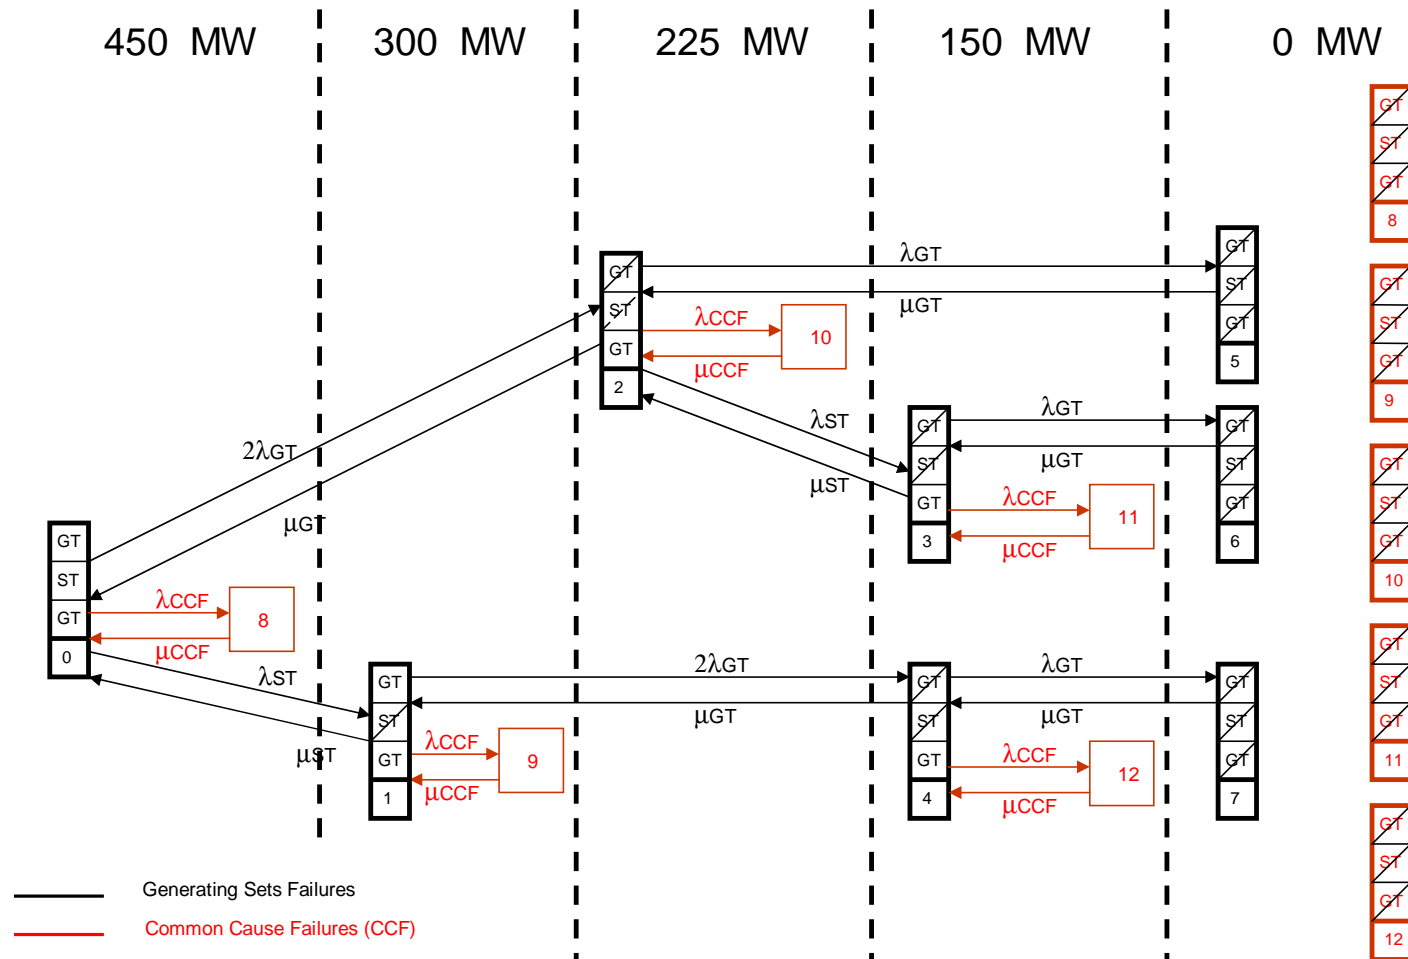 450 MW
300 MW
225 MW
150 MW
0 MW
GT
ST
GT
8
GT
ST
GT
9
GT
ST
GT
10
GT
ST
GT
11
GT
ST
GT
12
GT
ST
GT
5
λGT
μGT
GT
ST
GT
2
λCCF
μCCF
10
λST
μST
GT
ST
GT
3
λGT
μGT
λCCF
μCCF
11
GT
ST
GT
6
2λGT
μGT
GT
ST
GT
0
λCCF
μCCF
8
λST
μST
GT
ST
GT
1
λCCF
μCCF
9
2λGT
μGT
GT
ST
GT
4
λGT
μGT
λCCF
μCCF
12
GT
ST
GT
7
Generating Sets Failures
Common Cause Failures (CCF)